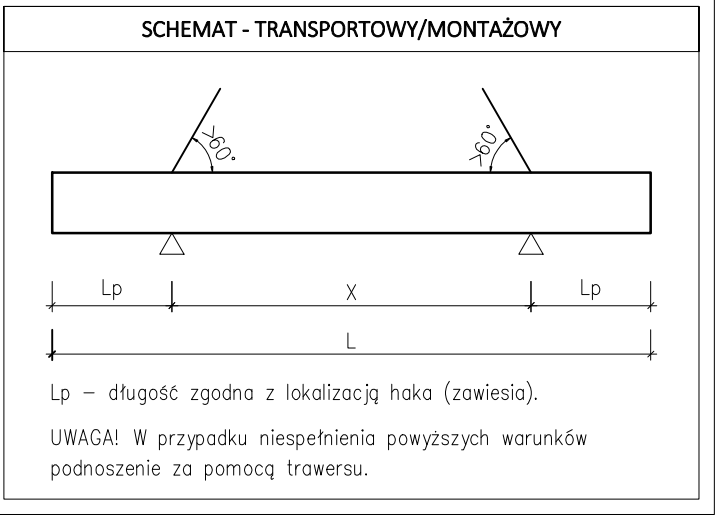 SCHEMAT - TRANSPORTOWY/MONTAŻOWY
>60°
>60°
Lp
X
Lp
L
Lp – długość zgodna z lokalizacją haka (zawiesia).
UWAGA! W przypadku niespełnienia powyższych warunków
podnoszenie za pomocą trawersu.